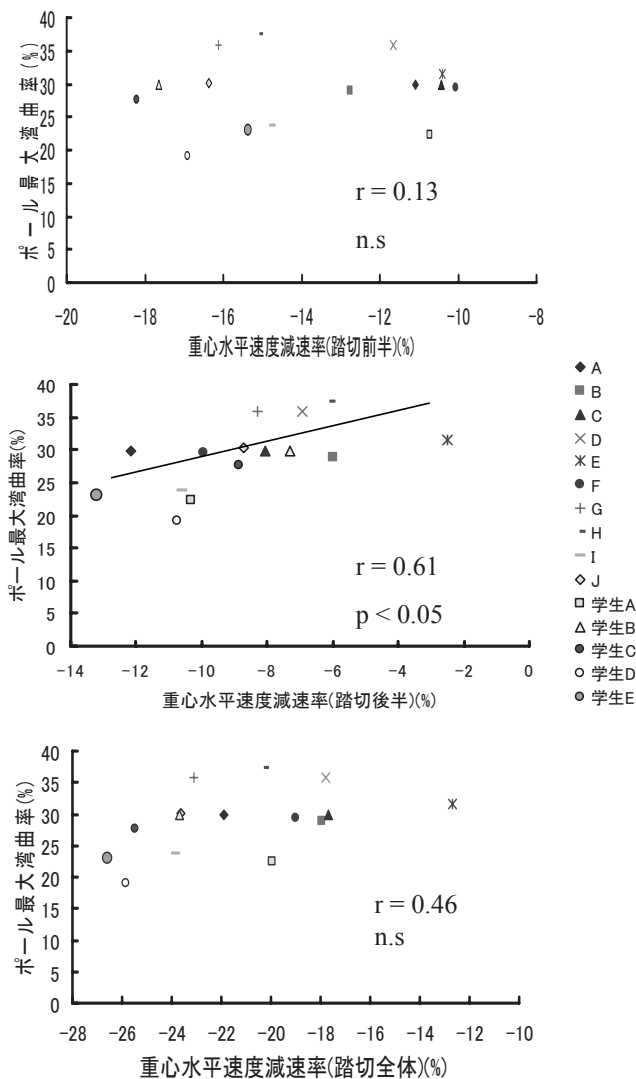 ポール最大湾曲率(%)
40
35
30
25
20
15
10
5
0
r = 0.13
n.s
-20 -18 -16 -14 -12 -10 -8
重心水平速度減速率(踏切前半)(%)
ポール最大湾曲率(%)
40
35
30
25
20
15
10
5
0
r = 0.61
p < 0.05
-14 -12 -10 -8 -6 -4 -2 0
重心水平速度減速率(踏切後半)(%)
A
B
C
D
E
F
G
H
I
J
学生A
学生B
学生C
学生D
学生E
ポール最大湾曲率(%)
40
35
30
25
20
15
10
5
0
r = 0.46
n.s
-28 -26 -24 -22 -20 -18 -16 -14 -12 -10
重心水平速度減速率(踏切全体)(%)